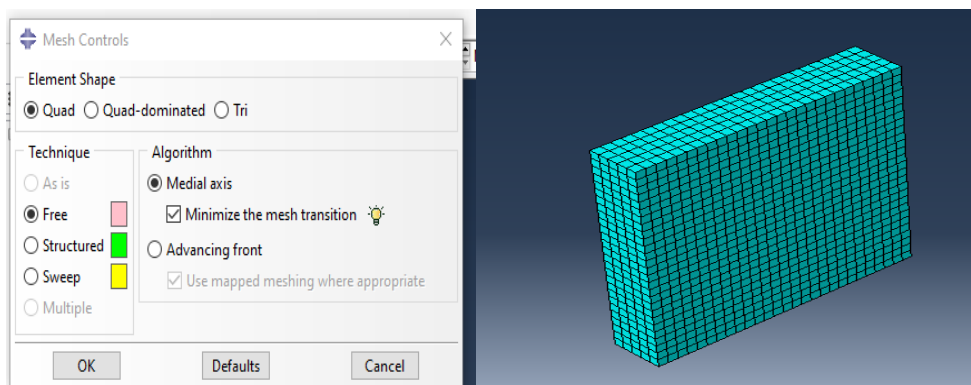 Mesh Controls
Element Shape
Quad Quad-dominated Tri
Technique
As is
Free
Structured
Sweep
Multiple
Algorithm
Medial axis
Minimize the mesh transition
Advancing front
Use mapped meshing where appropriate
OK Defaults Cancel